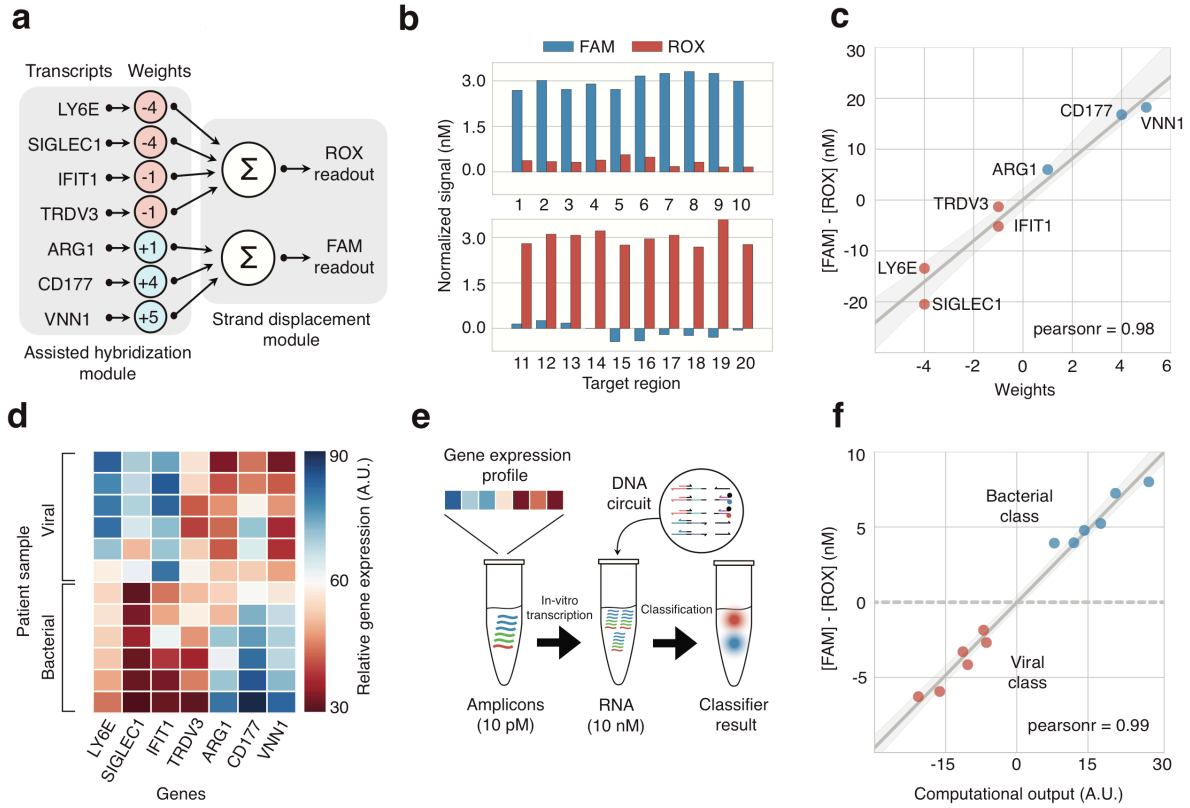 a
Transcripts Weights
LY6E -4
SIGLEC1 -4
IFIT1 -1
TRDV3 -1
ARG1 +1
CD177 +4
VNN1 +5
Σ
ROX
readout
Σ
FAM
readout
Assisted hybridization
module
Strand displacement
module
b
FAM ROX
Normalized signal (nM)
3.0
1.5
0.0
1 2 3 4 5 6 7 8 9 10
3.0
1.5
0.0
11 12 13 14 15 16 17 18 19 20
Target region
c
[FAM] - [ROX] (nM)
30
20
10
0
-10
-20
CD177
VNN1
ARG1
TRDV3
IFIT1
LY6E
SIGLEC1
pearsonr = 0.98
-4 -2 0 2 4 6
Weights
d
Patient sample
Viral
Bacterial
90
60
30
Relative gene expression (A.U.)
LY6E
SIGLEC1
IFIT1
TRDV3
ARG1
CD177
VNN1
Genes
e
Gene expression
profile
DNA
circuit
In-vitro
transcription
Classification
Amplicons
(10 pM)
RNA
(10 nM)
Classifier
result
f
[FAM] - [ROX] (nM)
10
5
0
-5
Bacterial
class
Viral
class
pearsonr = 0.99
-15 0 15 30
Computational output (A.U.)